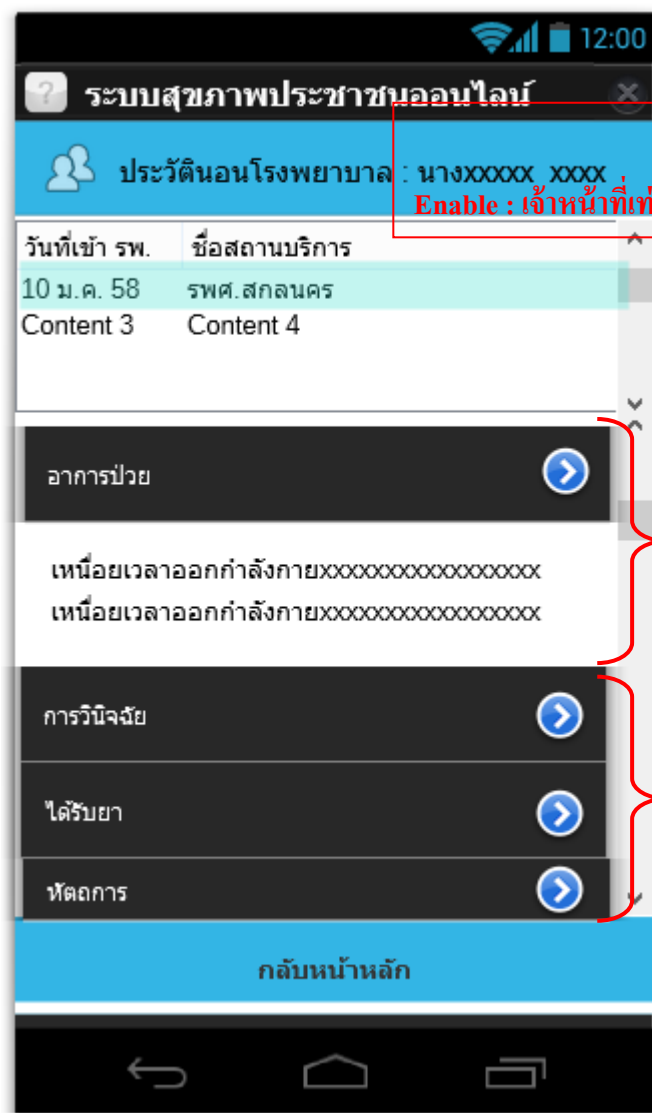 12:00
ระบบสุขภาพประชาชนออนไลน์
ประวัตินอนโรงพยาบาล : นางxxxxx xxxx
Enable : เจ้าหน้าที่เท่
วันที่เข้า รพ. ชื่อสถานบริการ
10 ม.ค. 58 รพศ.สกลนคร
Content 3 Content 4
อาการป่วย
เหนื่อยเวลาออกกำลังกายxxxxxxxxxxxxxxxxx
เหนื่อยเวลาออกกำลังกายxxxxxxxxxxxxxxxxx
การวินิจฉัย
ได้รับยา
หัตถการ
กลับหน้าหลัก